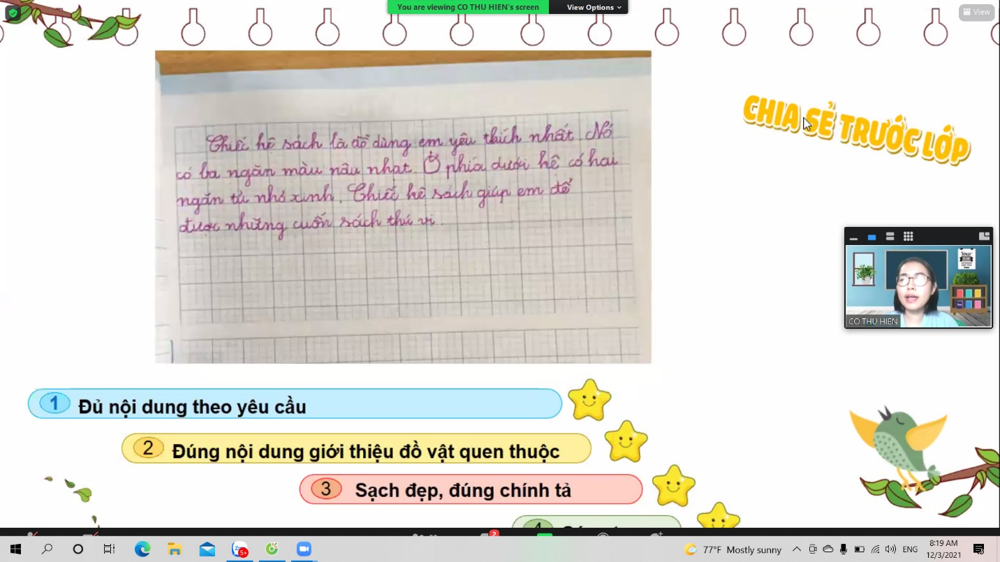 You are viewing CO THU HIEN's screen
View Options
View
CHIA SẺ TRƯỚC LỚP
Chiếc kệ sách là đồ dùng em yêu thích nhất. Nó
có ba ngăn màu nâu nhạt. Ở phía dưới kệ có hai
ngăn tủ nhỏ xinh. Chiếc kệ sách giúp em để
được những cuốn sách thú vị.
CO THU HIEN
1 Đủ nội dung theo yêu cầu
2 Đúng nội dung giới thiệu đồ vật quen thuộc
3 Sạch đẹp, đúng chính tả
4
2
5+
77°F Mostly sunny
ENG
8:19 AM
12/3/2021